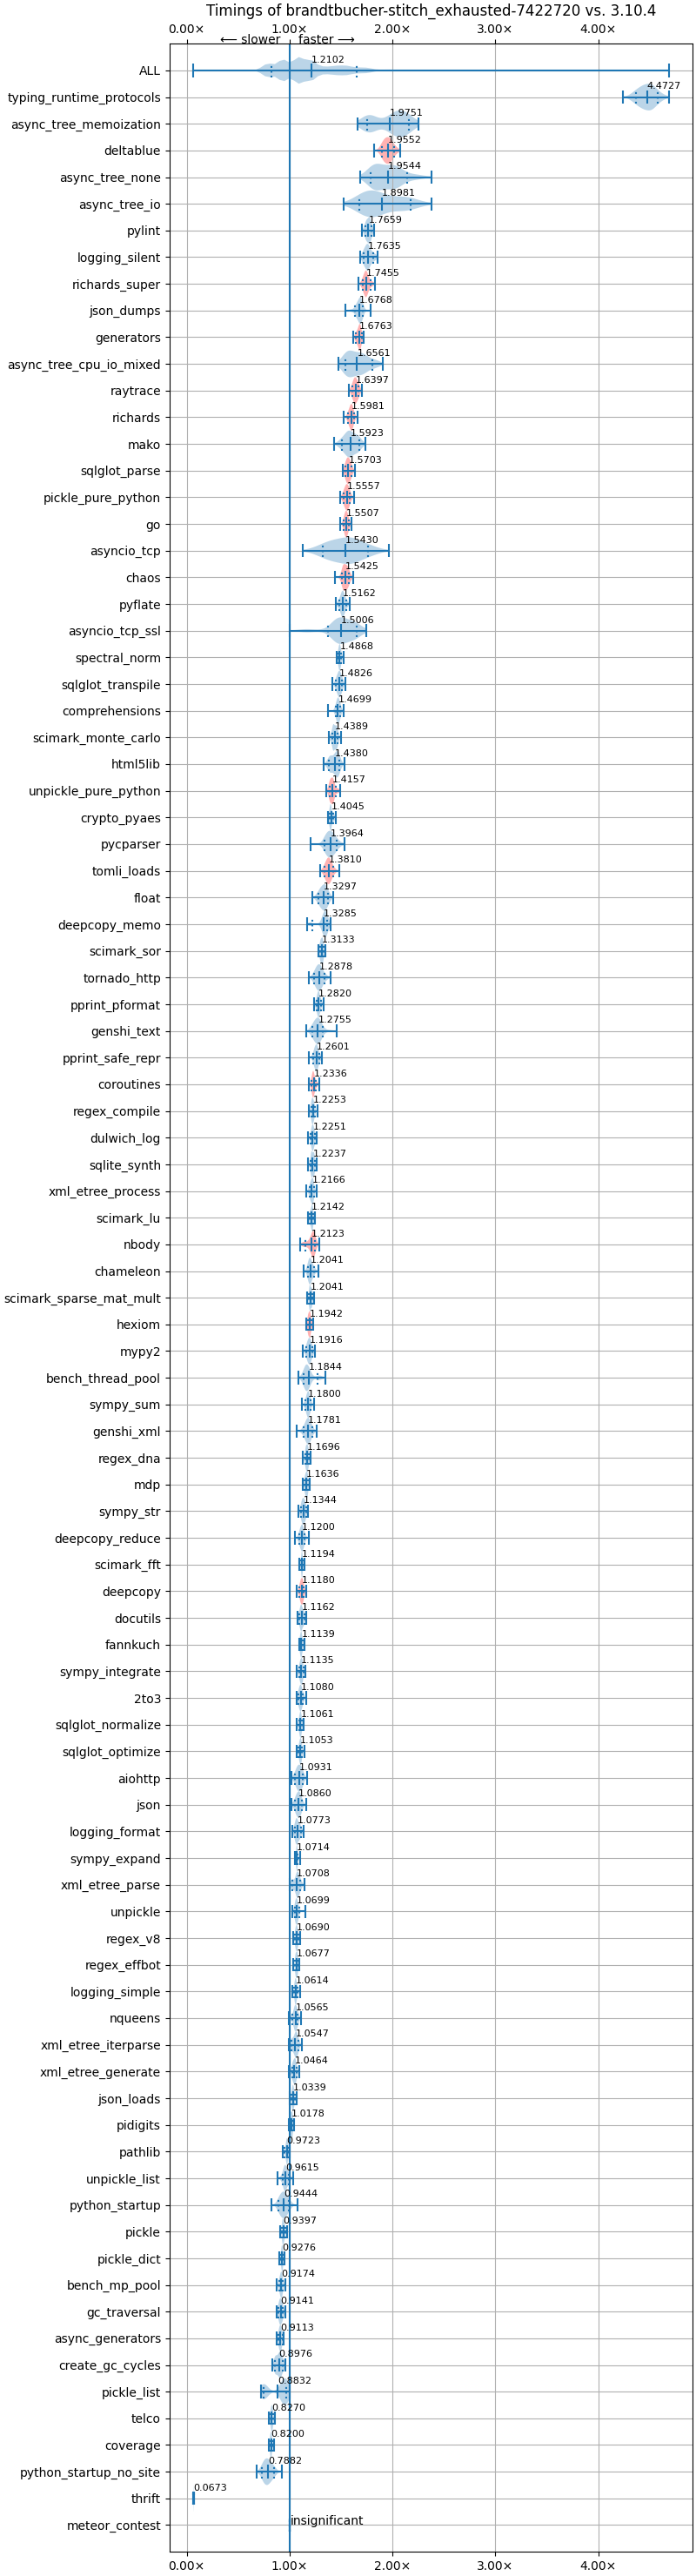 Timings of brandtbucher-stitch_exhausted-7422720 vs. 3.10.4
0.00× 1.00× 2.00× 3.00× 4.00×
⟵ slower faster ⟶
ALL 1.2102
typing_runtime_protocols 4.4727
async_tree_memoization 1.9751
deltablue 1.9552
async_tree_none 1.9544
async_tree_io 1.8981
pylint 1.7659
logging_silent 1.7635
richards_super 1.7455
json_dumps 1.6768
generators 1.6763
async_tree_cpu_io_mixed 1.6561
raytrace 1.6397
richards 1.5981
mako 1.5923
sqlglot_parse 1.5703
pickle_pure_python 1.5557
go 1.5507
asyncio_tcp 1.5430
chaos 1.5425
pyflate 1.5162
asyncio_tcp_ssl 1.5006
spectral_norm 1.4868
sqlglot_transpile 1.4826
comprehensions 1.4699
scimark_monte_carlo 1.4389
html5lib 1.4380
unpickle_pure_python 1.4157
crypto_pyaes 1.4045
pycparser 1.3964
tomli_loads 1.3810
float 1.3297
deepcopy_memo 1.3285
scimark_sor 1.3133
tornado_http 1.2878
pprint_pformat 1.2820
genshi_text 1.2755
pprint_safe_repr 1.2601
coroutines 1.2336
regex_compile 1.2253
dulwich_log 1.2251
sqlite_synth 1.2237
xml_etree_process 1.2166
scimark_lu 1.2142
nbody 1.2123
chameleon 1.2041
scimark_sparse_mat_mult 1.2041
hexiom 1.1942
mypy2 1.1916
bench_thread_pool 1.1844
sympy_sum 1.1800
genshi_xml 1.1781
regex_dna 1.1696
mdp 1.1636
sympy_str 1.1344
deepcopy_reduce 1.1200
scimark_fft 1.1194
deepcopy 1.1180
docutils 1.1162
fannkuch 1.1139
sympy_integrate 1.1135
2to3 1.1080
sqlglot_normalize 1.1061
sqlglot_optimize 1.1053
aiohttp 1.0931
json 1.0860
logging_format 1.0773
sympy_expand 1.0714
xml_etree_parse 1.0708
unpickle 1.0699
regex_v8 1.0690
regex_effbot 1.0677
logging_simple 1.0614
nqueens 1.0565
xml_etree_iterparse 1.0547
xml_etree_generate 1.0464
json_loads 1.0339
pidigits 1.0178
pathlib 0.9723
unpickle_list 0.9615
python_startup 0.9444
pickle 0.9397
pickle_dict 0.9276
bench_mp_pool 0.9174
gc_traversal 0.9141
async_generators 0.9113
create_gc_cycles 0.8976
pickle_list 0.8832
telco 0.8270
coverage 0.8200
python_startup_no_site 0.7882
thrift 0.0673
meteor_contest insignificant
0.00× 1.00× 2.00× 3.00× 4.00×